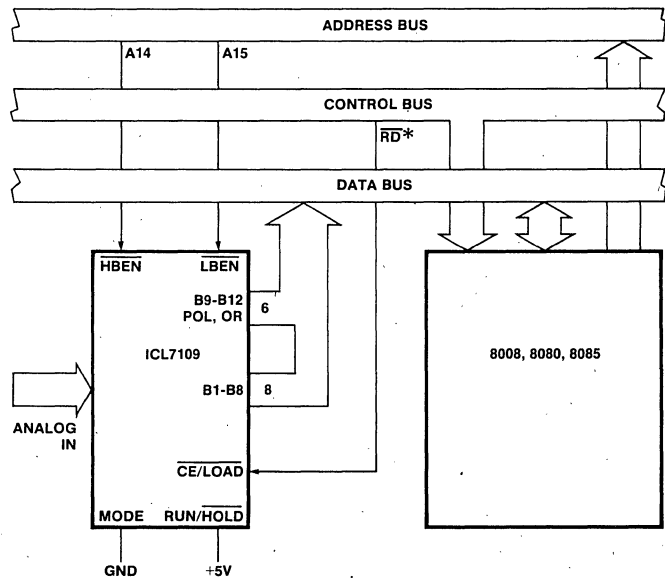 ADDRESS BUS
A14
A15
CONTROL BUS
RD*
DATA BUS
HBEN
LBEN
B9-B12
POL, OR
6
ICL7109
8008, 8080, 8085
B1-B8
8
ANALOG
IN
CE/LOAD
MODE
RUN/HOLD
GND
+5V